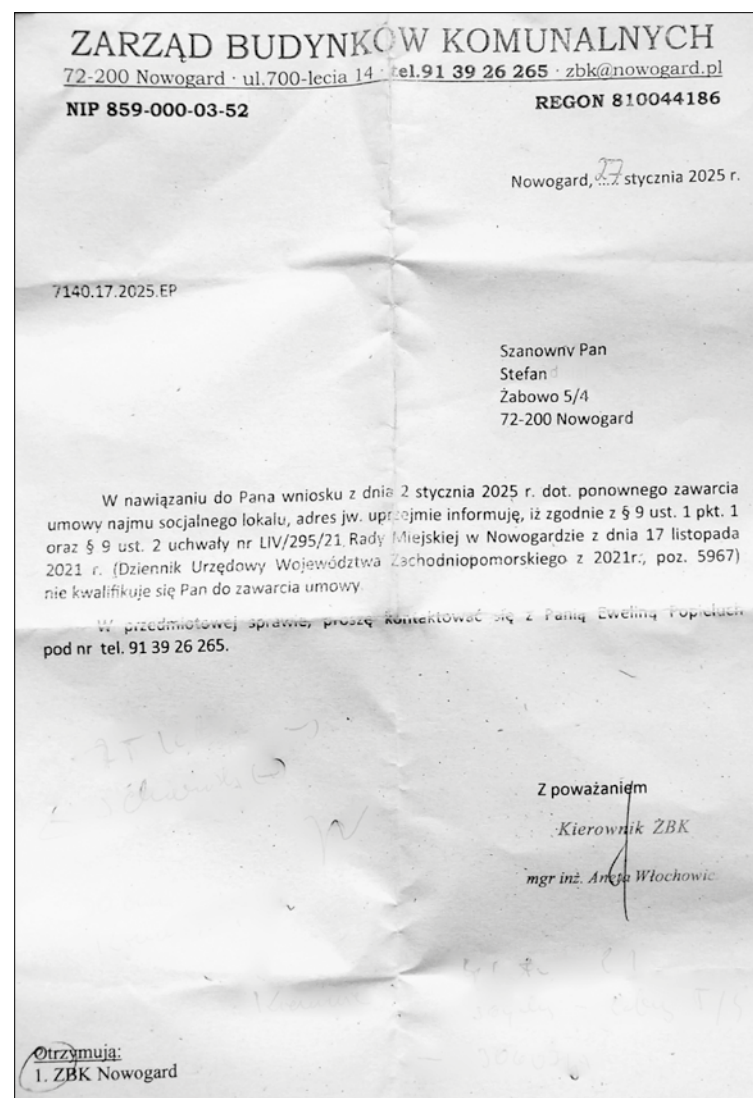 ZARZĄD BUDYNKÓW KOMUNALNYCH
72-200 Nowogard · ul.700-lecia 14 · tel.91 39 26 265 · zbk@nowogard.pl
NIP 859-000-03-52
REGON 810044186
Nowogard, 27 stycznia 2025 r.
7140.17.2025.EP
Szanowny Pan
Stefan
Żabowo 5/4
72-200 Nowogard
W nawiązaniu do Pana wniosku z dnia 2 stycznia 2025 r. dot. ponownego zawarcia
umowy najmu socjalnego lokalu, adres jw. uprzejmie informuję, iż zgodnie z § 9 ust. 1 pkt. 1
oraz § 9 ust. 2 uchwały nr LIV/295/21 Rady Miejskiej w Nowogardzie z dnia 17 listopada
2021 r. (Dziennik Urzędowy Województwa Zachodniopomorskiego z 2021r., poz. 5967)
nie kwalifikuje się Pan do zawarcia umowy.
W przedmiotowej sprawie, proszę kontaktować się z Panią Eweliną Popieluch
pod nr tel. 91 39 26 265.
Z poważaniem
Kierownik ZBK
mgr inż. Aneta Włochowic
Otrzymują:
1. ZBK Nowogard